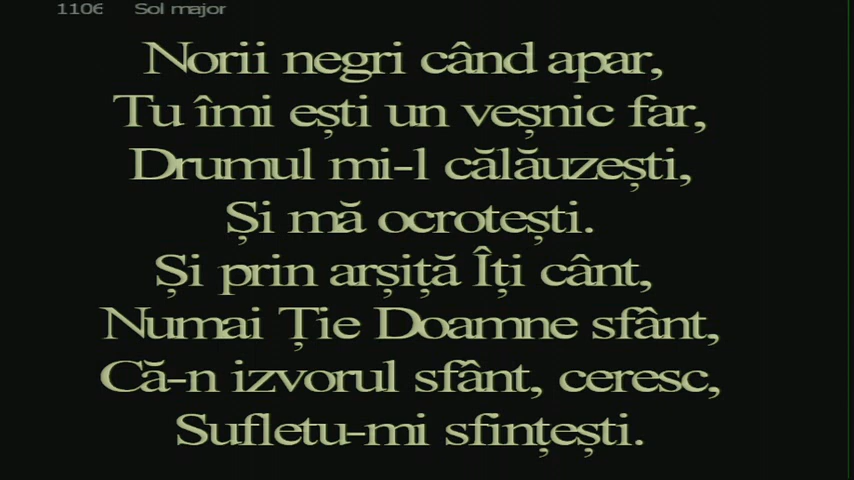 1106 Sol major
Norii negri când apar,
Tu îmi ești un veșnic far,
Drumul mi-l călăuzești,
Și mă ocrotești.
Și prin arșiță Îți cânt,
Numai Ție Doamne sfânt,
Că-n izvorul sfânt, ceresc,
Sufletu-mi sfințești.